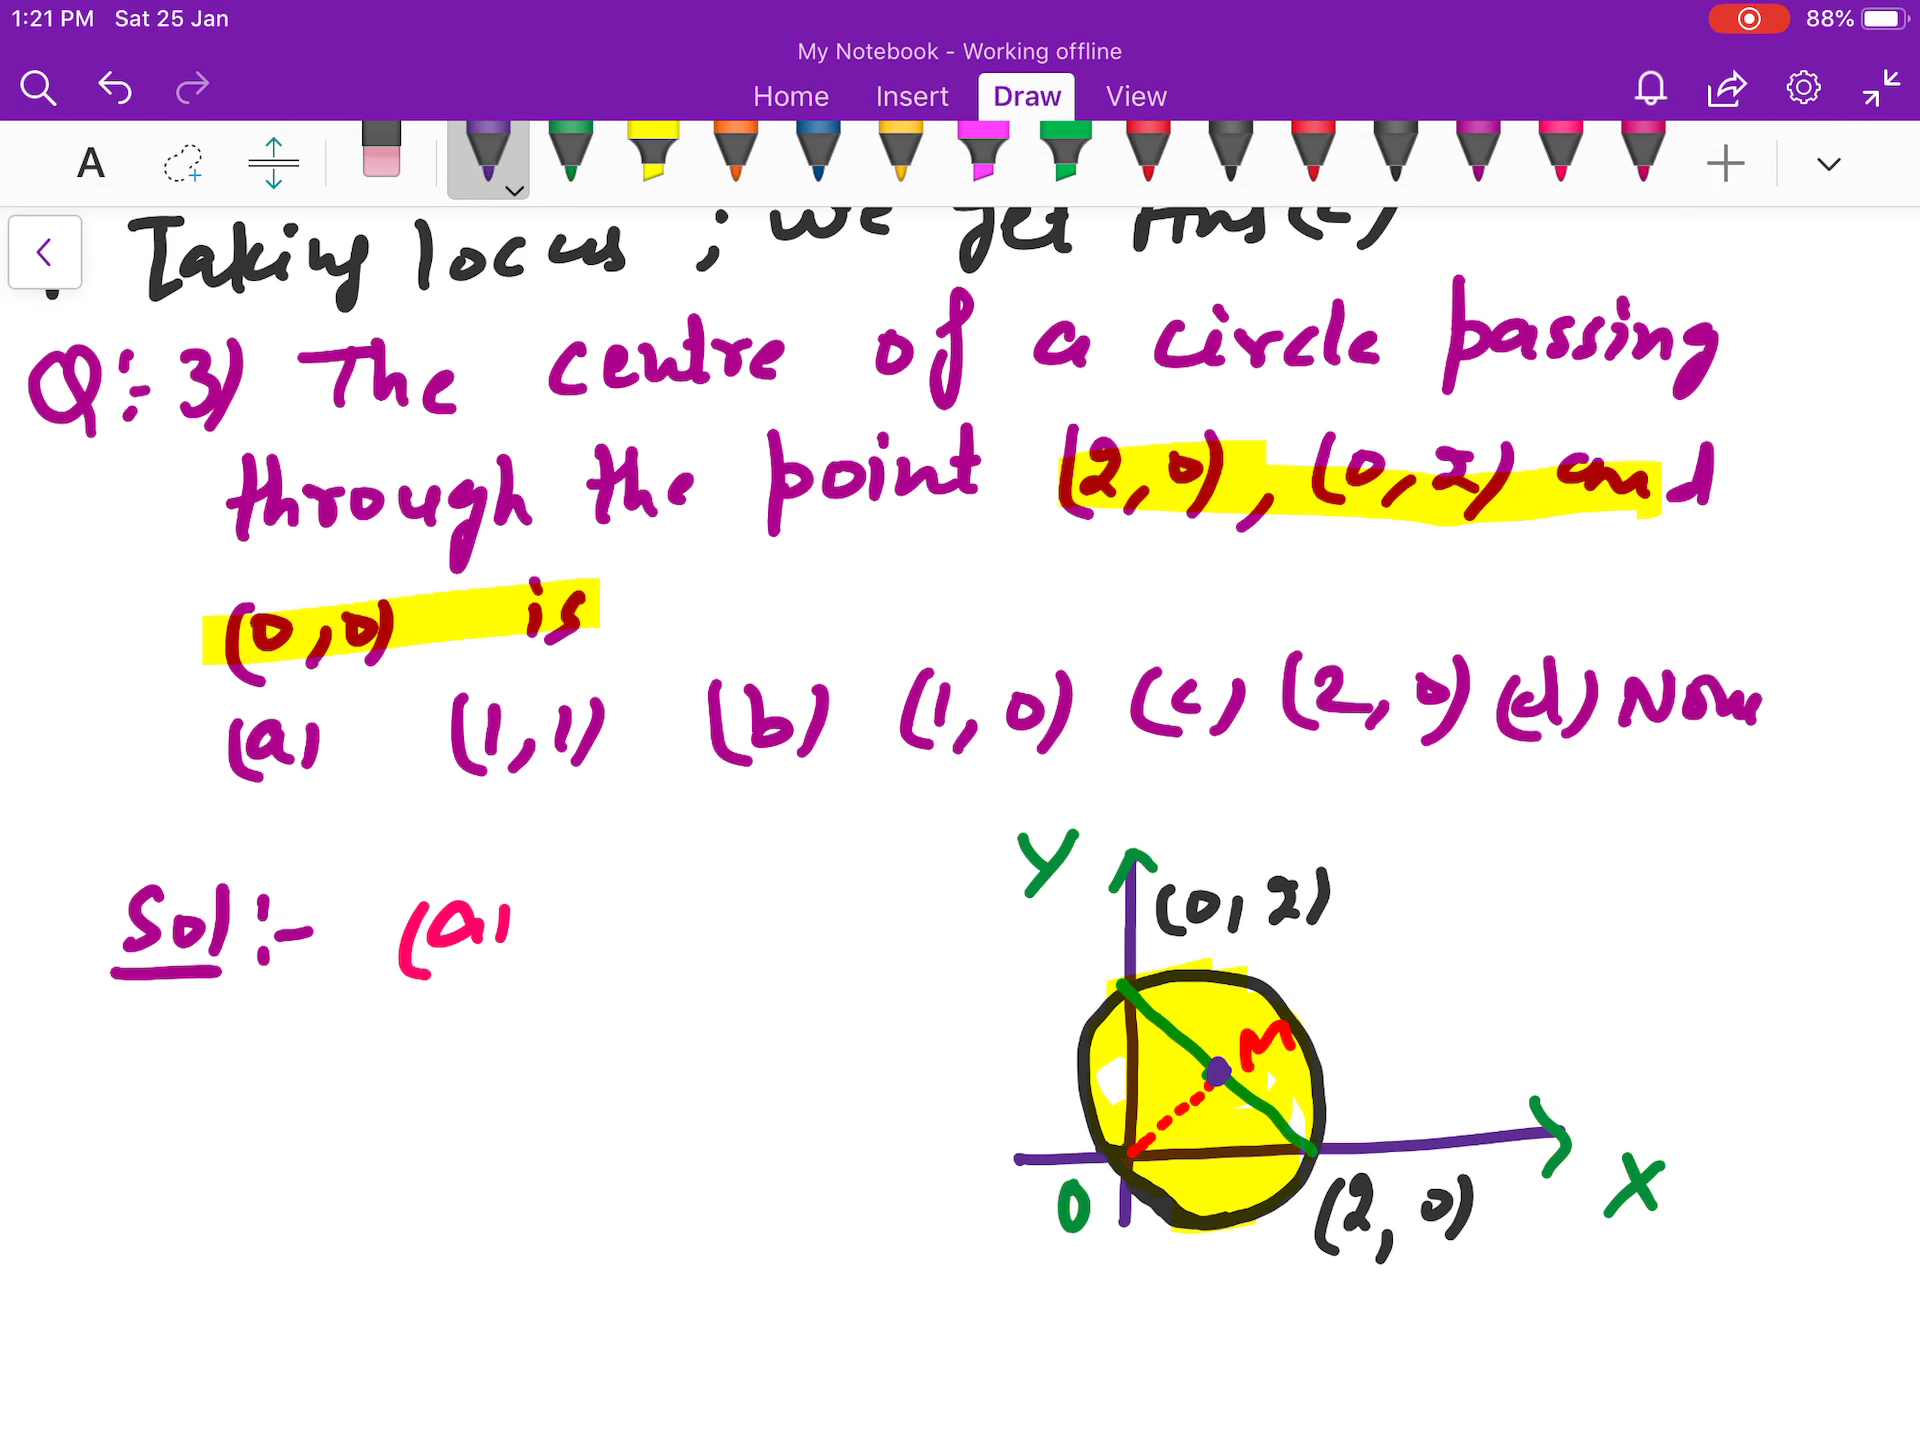 1:21 PM Sat 25 Jan
88%
My Notebook - Working offline
Home Insert Draw View
A
Taking locus ; we get Ans(c)
Q:- 3) The centre of a circle passing
through the point (2,0), (0,2) and
(0,0) is
(a) (1,1) (b) (1,0) (c) (2,0) (d) None
Y
(0,2)
Sol:- (a)
M
X
O
(2,0)